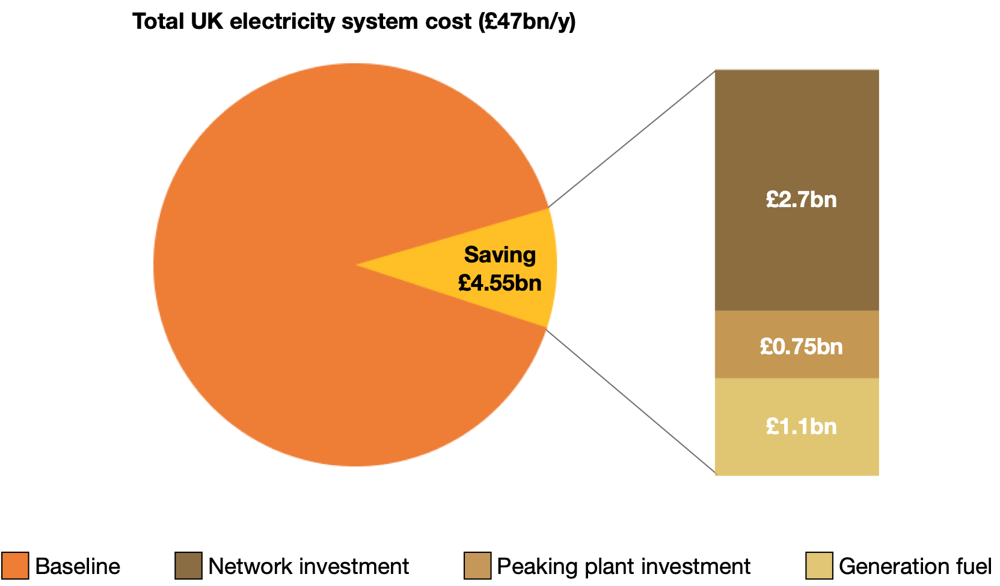 Total UK electricity system cost (£47bn/y)
Saving
£4.55bn
£2.7bn
£0.75bn
£1.1bn
Baseline
Network investment
Peaking plant investment
Generation fuel